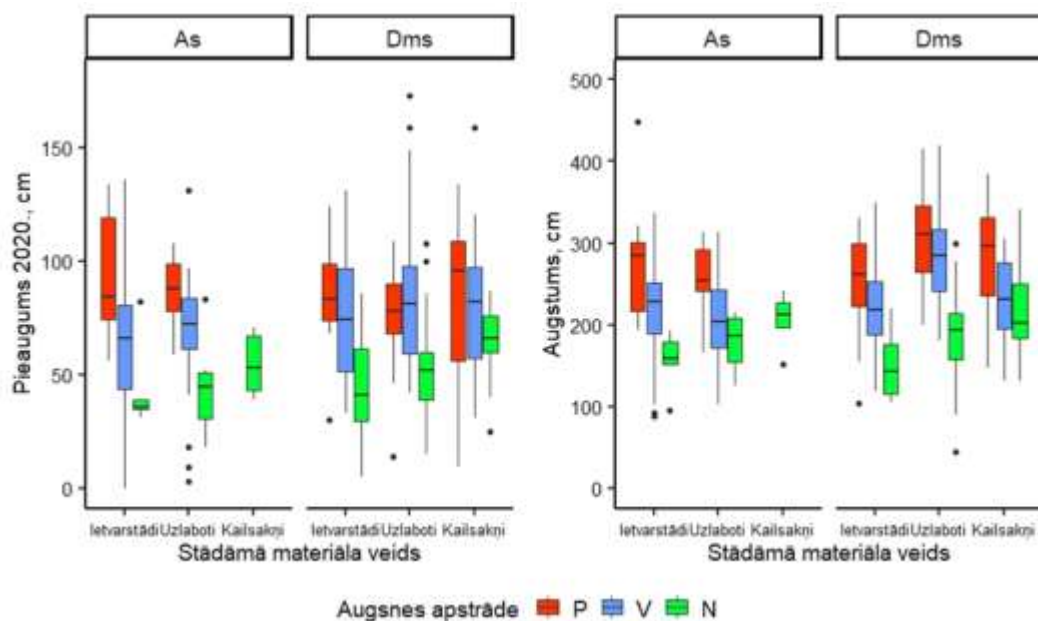 As Dms
Pieaugums 2020., cm
150
100
50
0
Ietvarstādi Uzlaboti Kailsakņi Ietvarstādi Uzlaboti Kailsakņi
Stādāmā materiāla veids
As Dms
Augstums, cm
500
400
300
200
100
0
Ietvarstādi Uzlaboti Kailsakņi Ietvarstādi Uzlaboti Kailsakņi
Stādāmā materiāla veids
Augsnes apstrāde P V N